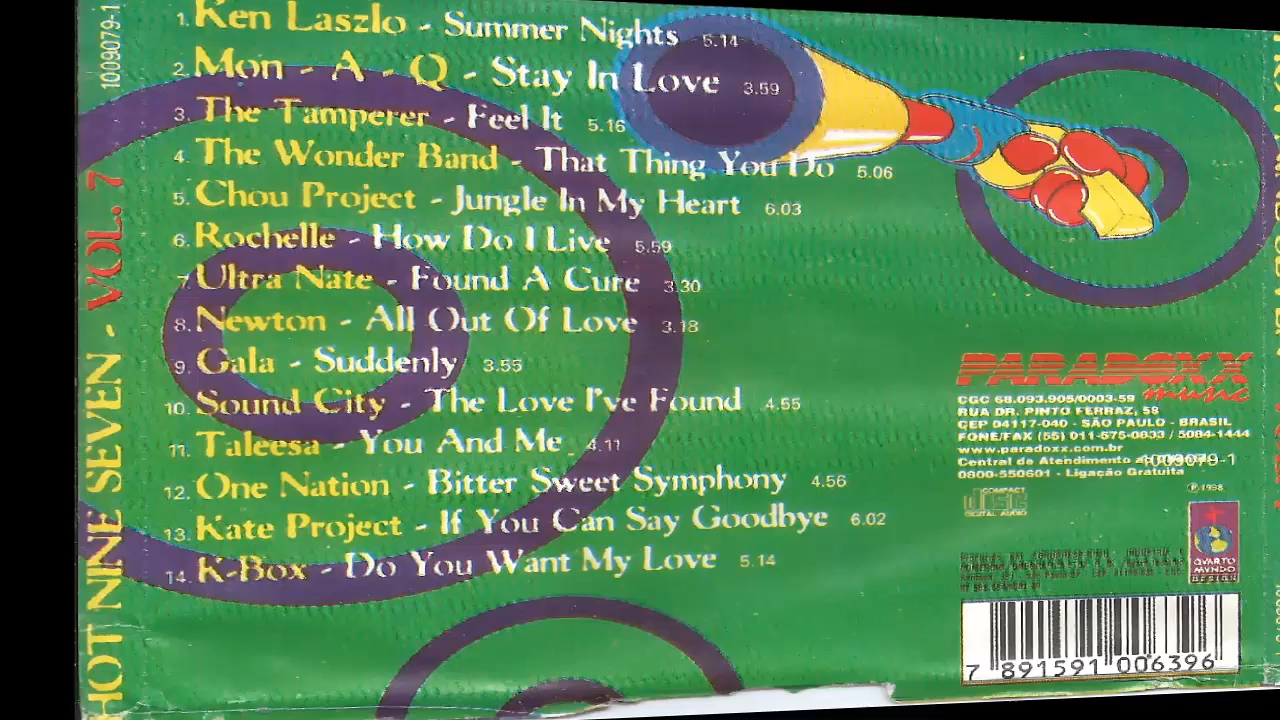 1009079-1
HOT NINE SEVEN - VOL. 7
1. Ken Laszlo - Summer Nights 5.14
2. Mon - A - Q - Stay In Love 3.59
3. The Tamperer - Feel It 5.16
4. The Wonder Band - That Thing You Do 5.06
5. Chou Project - Jungle In My Heart 6.03
6. Rochelle - How Do I Live 5.59
7. Ultra Nate - Found A Cure 3.30
8. Newton - All Out Of Love 3.18
9. Gala - Suddenly 3.55
10. Sound City - The Love I've Found 4.55
11. Taleesa - You And Me 4.11
12. One Nation - Bitter Sweet Symphony 4.56
13. Kate Project - If You Can Say Goodbye 6.02
14. K-Box - Do You Want My Love 5.14
PARADOXX
music
CGC 68.093.905/0003-59
RUA DR. PINTO FERRAZ, 58
CEP 04117-040 - SÃO PAULO - BRASIL
FONE/FAX (55) 011-575-0833 / 5084-1444
www.paradoxx.com.br
Central de Atendimento ao
1009079-1
0800-550601 - Ligação Gratuita
℗1998
COMPACT
disc
DIGITAL AUDIO
QVARTO
MVNDO
DESIGN
7 891591 006396